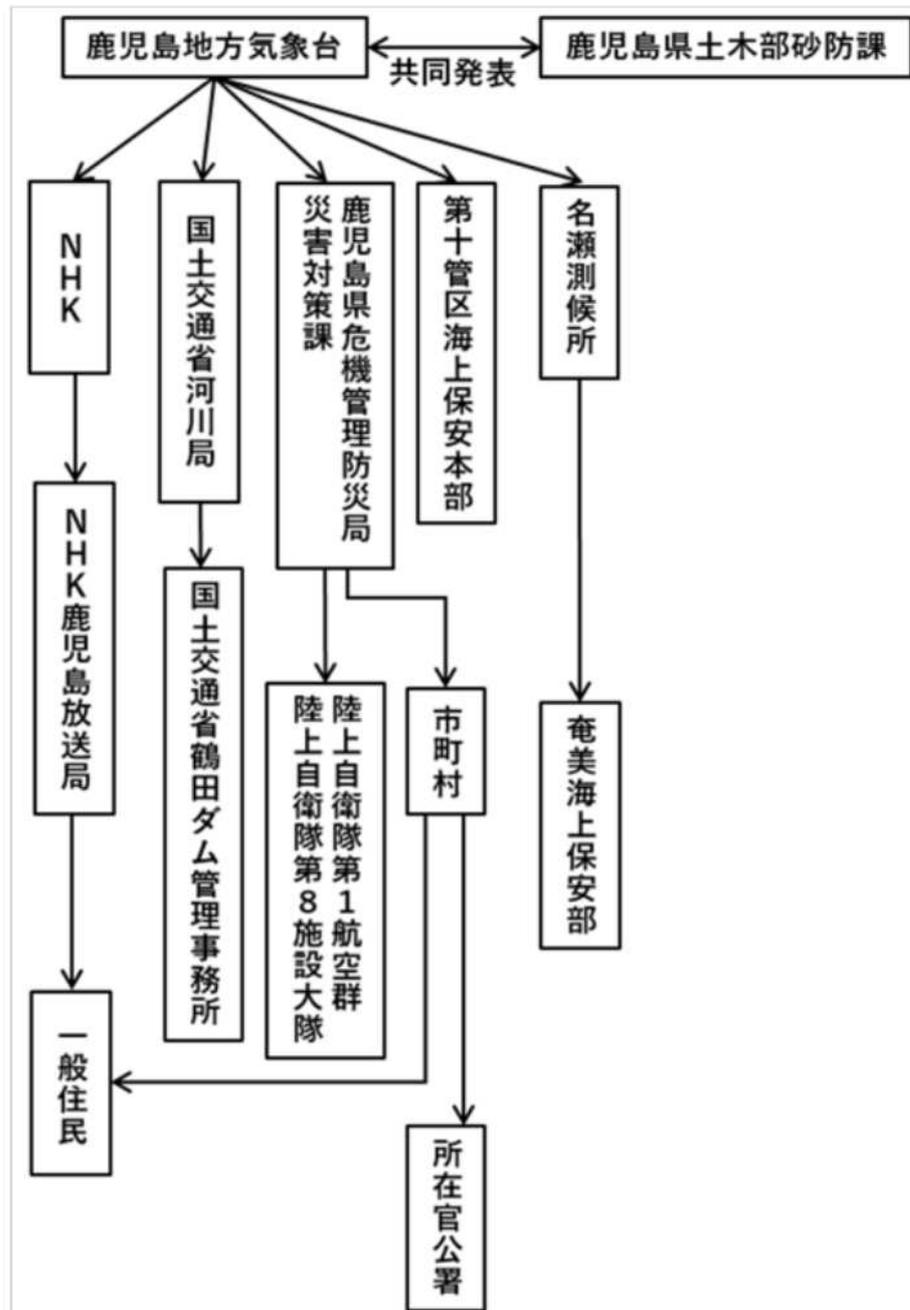 鹿児島地方気象台
共同発表
鹿児島県土木部砂防課
NHK
国土交通省河川局
鹿児島県危機管理防災局
災害対策課
第十管区海上保安本部
名瀬測候所
NHK鹿児島放送局
国土交通省鶴田ダム管理事務所
陸上自衛隊第1航空群
陸上自衛隊第8施設大隊
市町村
奄美海上保安部
一般住民
所在官公署